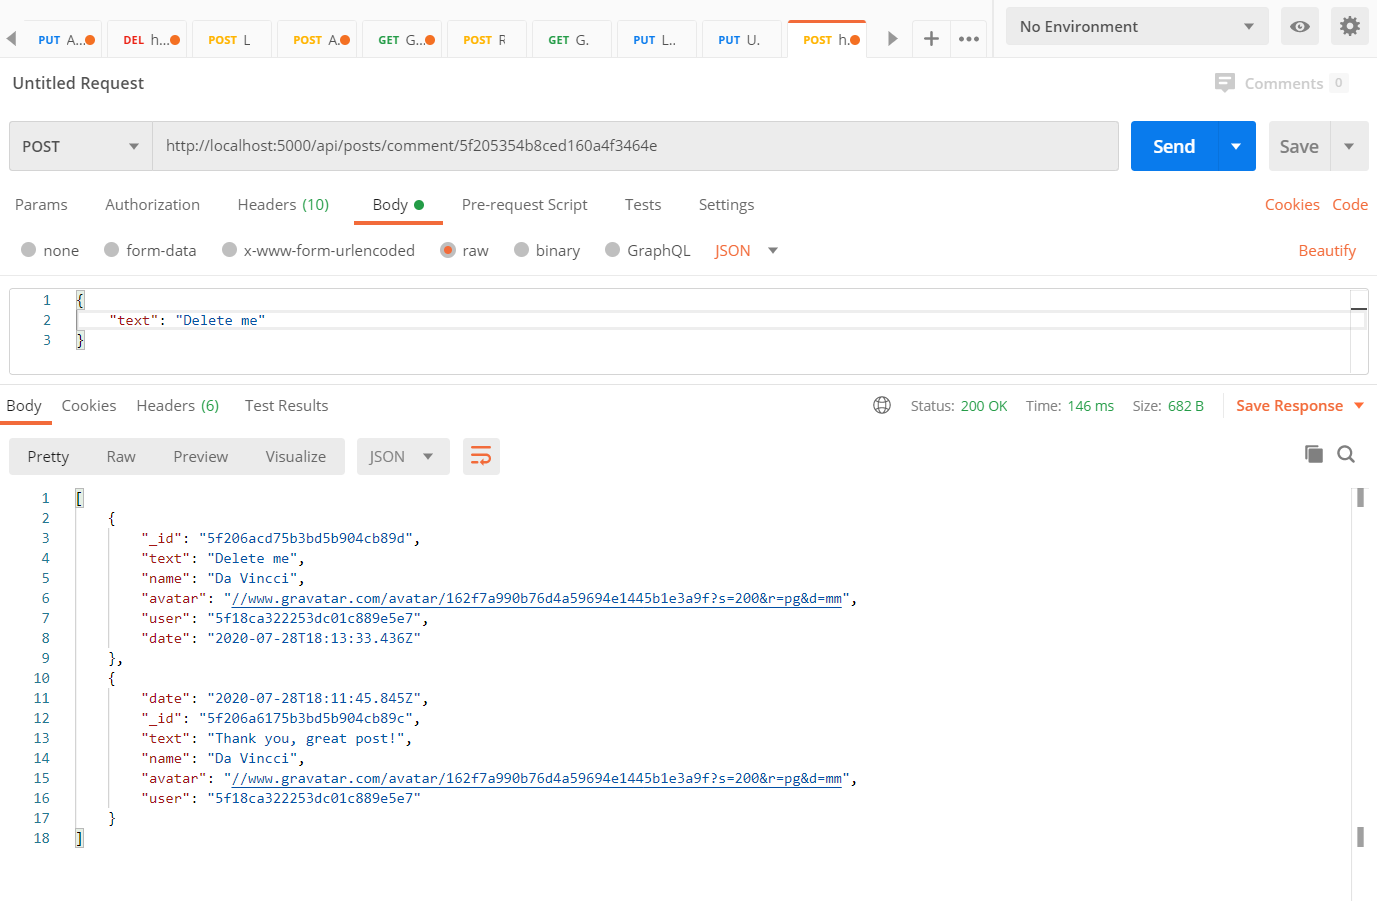 PUT A... DEL h... POST L POST A. GET G... POST R GET G. PUT L.. PUT U. POST h. + ••• No Environment
Untitled Request Comments 0
POST http://localhost:5000/api/posts/comment/5f205354b8ced160a4f3464e Send Save
Params Authorization Headers (10) Body Pre-request Script Tests Settings Cookies Code
none form-data x-www-form-urlencoded raw binary GraphQL JSON Beautify
1 {
2 "text": "Delete me"
3 }
Body Cookies Headers (6) Test Results Status: 200 OK Time: 146 ms Size: 682 B Save Response
Pretty Raw Preview Visualize JSON
1 [
2 {
3 "_id": "5f206acd75b3bd5b904cb89d",
4 "text": "Delete me",
5 "name": "Da Vincci",
6 "avatar": "//www.gravatar.com/avatar/162f7a990b76d4a59694e1445b1e3a9f?s=200&r=pg&d=mm",
7 "user": "5f18ca322253dc01c889e5e7",
8 "date": "2020-07-28T18:13:33.436Z"
9 },
10 {
11 "date": "2020-07-28T18:11:45.845Z",
12 "_id": "5f206a6175b3bd5b904cb89c",
13 "text": "Thank you, great post!",
14 "name": "Da Vincci",
15 "avatar": "//www.gravatar.com/avatar/162f7a990b76d4a59694e1445b1e3a9f?s=200&r=pg&d=mm",
16 "user": "5f18ca322253dc01c889e5e7"
17 }
18 ]